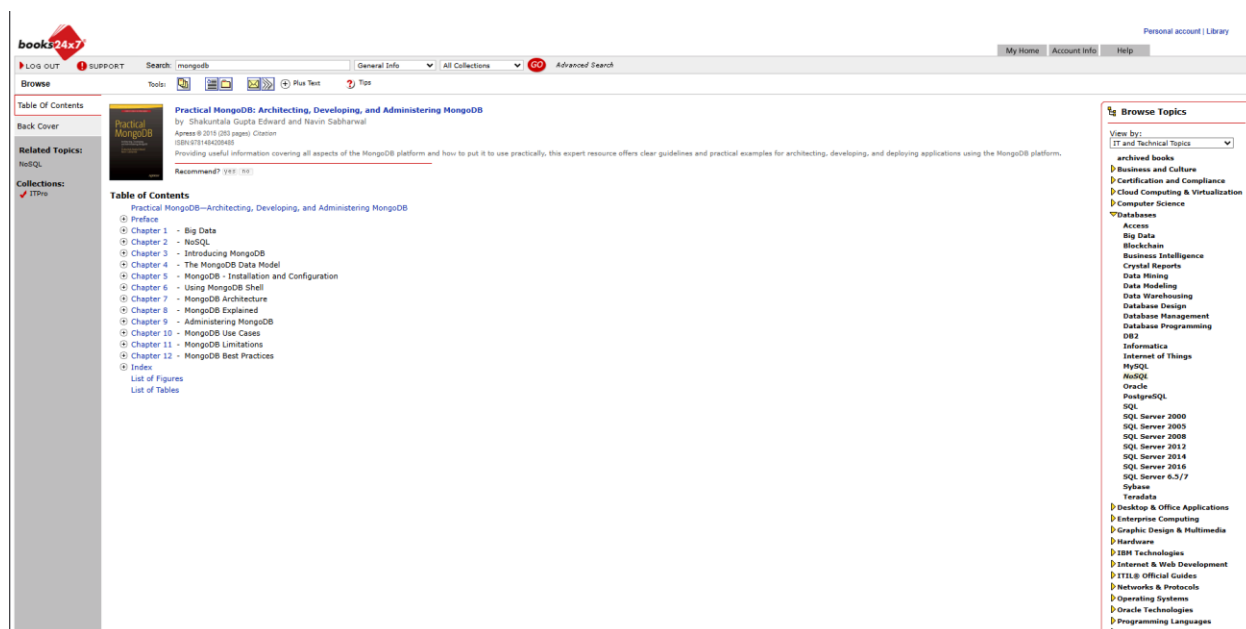 Personal account | Library
books24x7
My Home Account Info Help
LOG OUT SUPPORT Search: mongodb General Info All Collections GO Advanced Search
Browse Tools: Plus Text Tips
Table Of Contents
Back Cover
Related Topics:
NoSQL
Collections:
ITPro
Practical MongoDB
Practical MongoDB: Architecting, Developing, and Administering MongoDB
by Shakuntala Gupta Edward and Navin Sabharwal
Apress © 2015 (263 pages) Citation
ISBN:9781484206485
Providing useful information covering all aspects of the MongoDB platform and how to put it to use practically, this expert resource offers clear guidelines and practical examples for architecting, developing, and deploying applications using the MongoDB platform.
Recommend? yes no
Table of Contents
Practical MongoDB—Architecting, Developing, and Administering MongoDB
Preface
Chapter 1 - Big Data
Chapter 2 - NoSQL
Chapter 3 - Introducing MongoDB
Chapter 4 - The MongoDB Data Model
Chapter 5 - MongoDB - Installation and Configuration
Chapter 6 - Using MongoDB Shell
Chapter 7 - MongoDB Architecture
Chapter 8 - MongoDB Explained
Chapter 9 - Administering MongoDB
Chapter 10 - MongoDB Use Cases
Chapter 11 - MongoDB Limitations
Chapter 12 - MongoDB Best Practices
Index
List of Figures
List of Tables
Browse Topics
View by:
IT and Technical Topics
archived books
Business and Culture
Certification and Compliance
Cloud Computing & Virtualization
Computer Science
Databases
Access
Big Data
Blockchain
Business Intelligence
Crystal Reports
Data Mining
Data Modeling
Data Warehousing
Database Design
Database Management
Database Programming
DB2
Informatica
Internet of Things
MySQL
NoSQL
Oracle
PostgreSQL
SQL
SQL Server 2000
SQL Server 2005
SQL Server 2008
SQL Server 2012
SQL Server 2014
SQL Server 2016
SQL Server 6.5/7
Sybase
Teradata
Desktop & Office Applications
Enterprise Computing
Graphic Design & Multimedia
Hardware
IBM Technologies
Internet & Web Development
ITIL® Official Guides
Networks & Protocols
Operating Systems
Oracle Technologies
Programming Languages